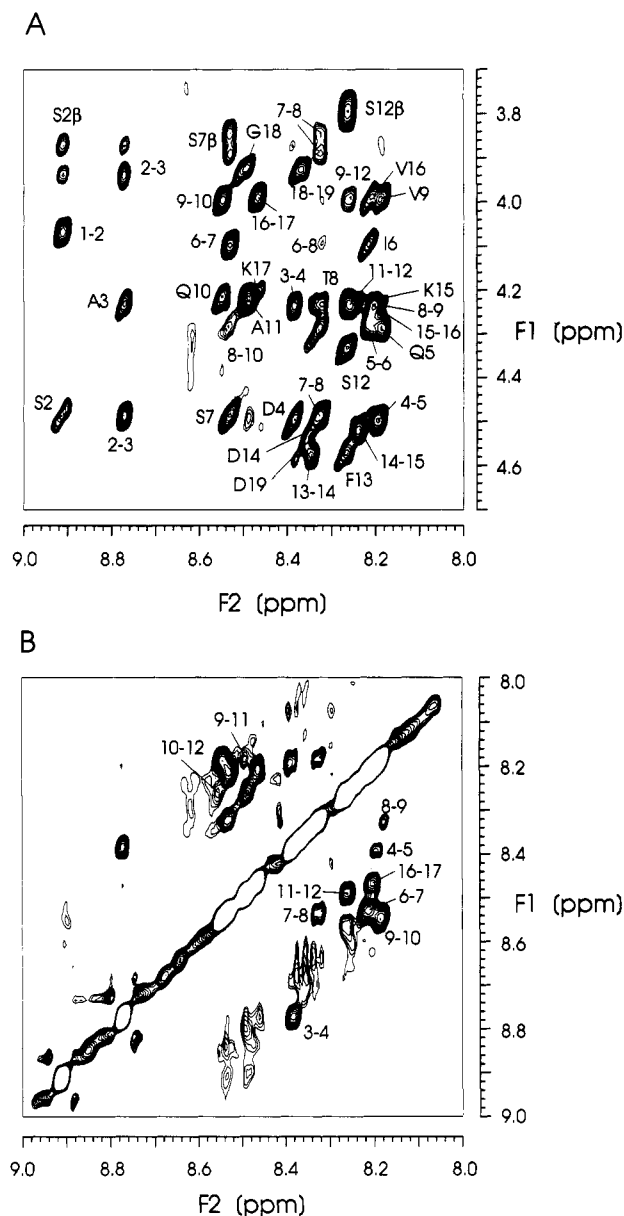 A
S2β
S7β
7-8
S12β
G18
2-3
9-10
18-19
9-12
V16
V9
1-2
16-17
6-7
6-8
I6
K17
3-4
T8
11-12
A3
Q10
K15
8-9
A11
15-16
8-10
5-6
Q5
S12
7-8
S2
S7
D4
4-5
2-3
D14
14-15
D19
13-14
F13
3.8
4.0
4.2
F1 (ppm)
4.4
4.6
9.0 8.8 8.6 8.4 8.2 8.0
F2 (ppm)
B
9-11
10-12
8-9
4-5
16-17
11-12
6-7
7-8
9-10
3-4
8.0
8.2
8.4
F1 (ppm)
8.6
8.8
9.0
9.0 8.8 8.6 8.4 8.2 8.0
F2 (ppm)